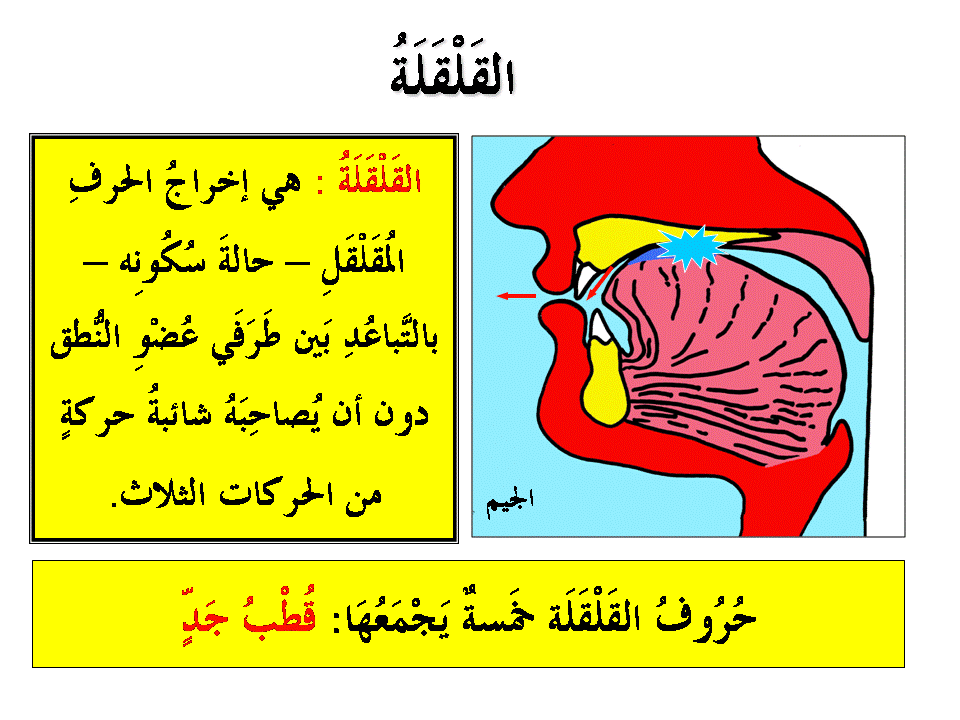 القَلْقَلَةُ
القَلْقَلَةُ : هي إخراجُ الحرفِ
المُقَلْقَلِ – حالةَ سُكُونِه –
بالتَّباعُدِ بَين طَرَفَي عُضْوِ النُّطق
دون أن يُصاحِبَهُ شائبةُ حركةٍ
من الحركات الثلاث.
الجيم
حُرُوفُ القَلْقَلَة خَمسةٌ يَجْمَعُهَا: قُطْبُ جَدٍّ